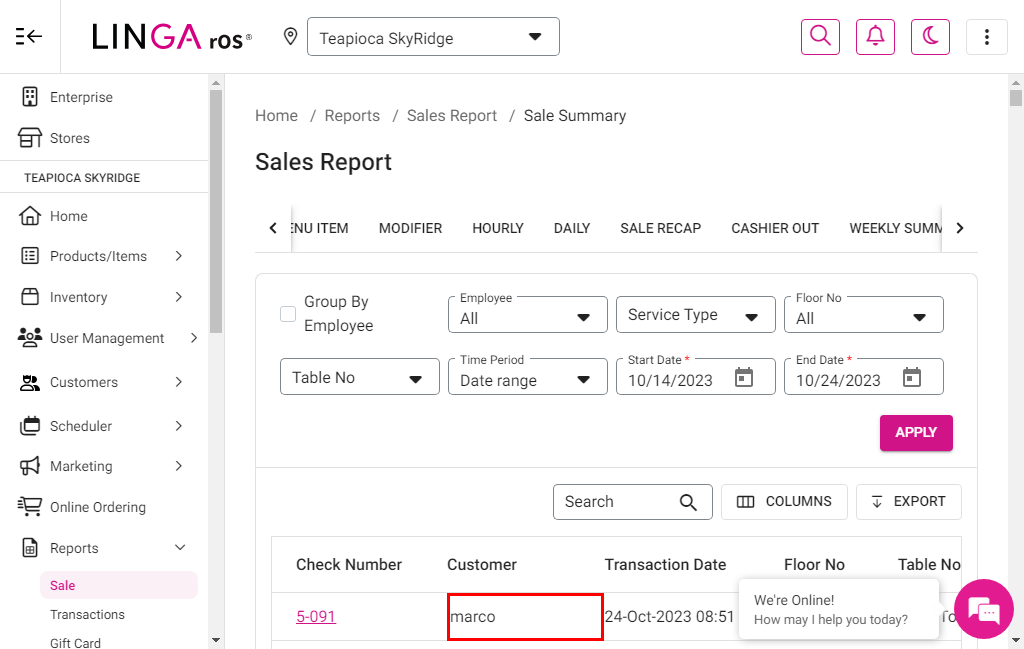 LINGA ros®
Teapioca SkyRidge
Enterprise
Stores
TEAPIOCA SKYRIDGE
Home
Products/Items
Inventory
User Management
Customers
Scheduler
Marketing
Online Ordering
Reports
Sale
Transactions
Gift Card
Home / Reports / Sales Report / Sale Summary
Sales Report
ENU ITEM MODIFIER HOURLY DAILY SALE RECAP CASHIER OUT WEEKLY SUMM
Group By
Employee
Employee
All
Service Type
Floor No
All
Table No
Time Period
Date range
Start Date *
10/14/2023
End Date *
10/24/2023
APPLY
Search
COLUMNS
EXPORT
Check Number Customer Transaction Date Floor No Table No
5-091 marco 24-Oct-2023 08:51
We're Online!
How may I help you today?